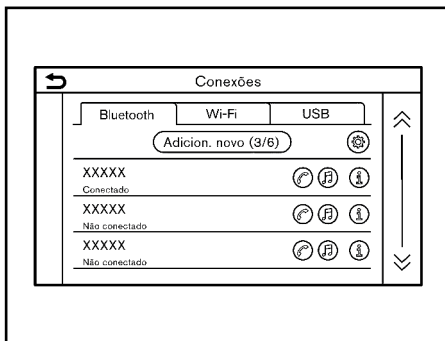 Conexões
Bluetooth Wi-Fi USB
Adicion. novo (3/6)
XXXXX
Conectado
XXXXX
Não conectado
XXXXX
Não conectado